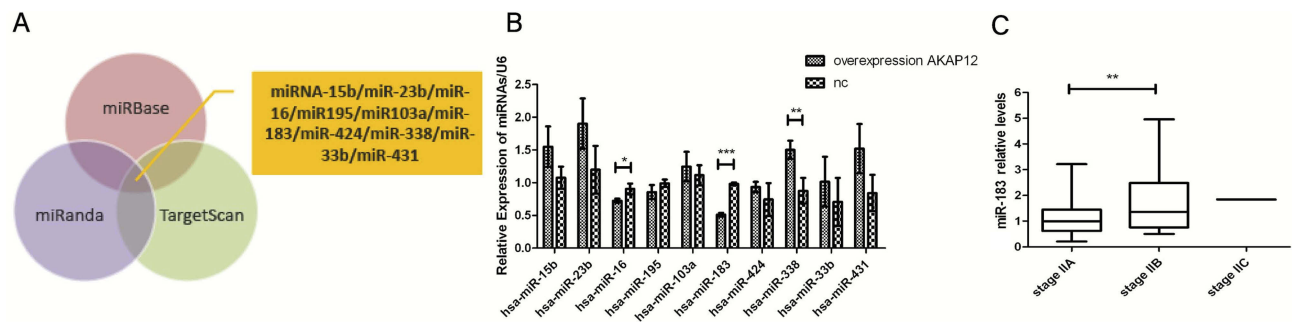 A
miRBase
miRanda
TargetScan
miRNA-15b/miR-23b/miR-
16/miR195/miR103a/miR-
183/miR-424/miR-338/miR-
33b/miR-431
B
overexpression AKAP12
nc
Relative Expression of miRNAs/U6
2.5
2.0
1.5
1.0
0.5
0.0
*
***
**
hsa-miR-15b
hsa-miR-23b
hsa-miR-16
hsa-miR-195
hsa-miR-103a
hsa-miR-183
hsa-miR-424
hsa-miR-338
hsa-miR-33b
hsa-miR-431
C
**
miR-183 relative levels
6
5
4
3
2
1
0
stage IIA
stage IIB
stage IIC